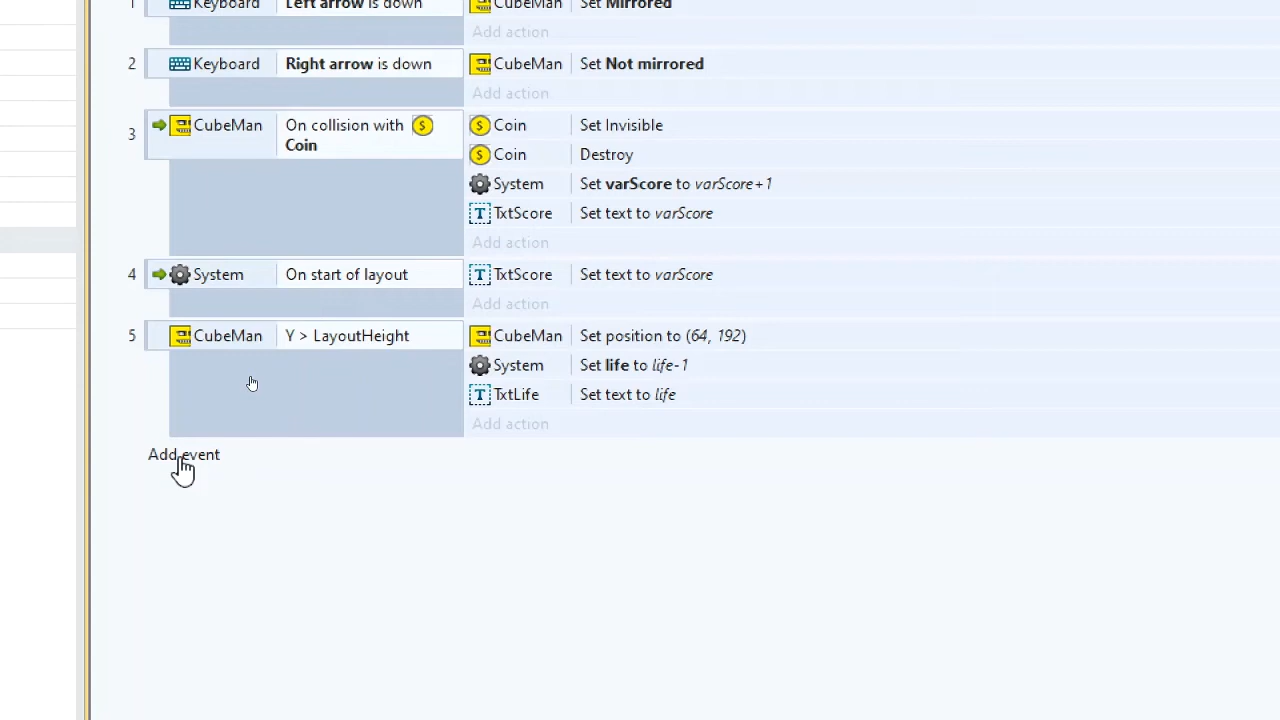 1 Keyboard Left arrow is down CubeMan Set Mirrored
Add action
2 Keyboard Right arrow is down CubeMan Set Not mirrored
Add action
3 CubeMan On collision with $ Coin $ Coin Set Invisible
$ Coin Destroy
System Set varScore to varScore+1
T TxtScore Set text to varScore
Add action
4 System On start of layout T TxtScore Set text to varScore
Add action
5 CubeMan Y > LayoutHeight CubeMan Set position to (64, 192)
System Set life to life-1
T TxtLife Set text to life
Add action
Add event